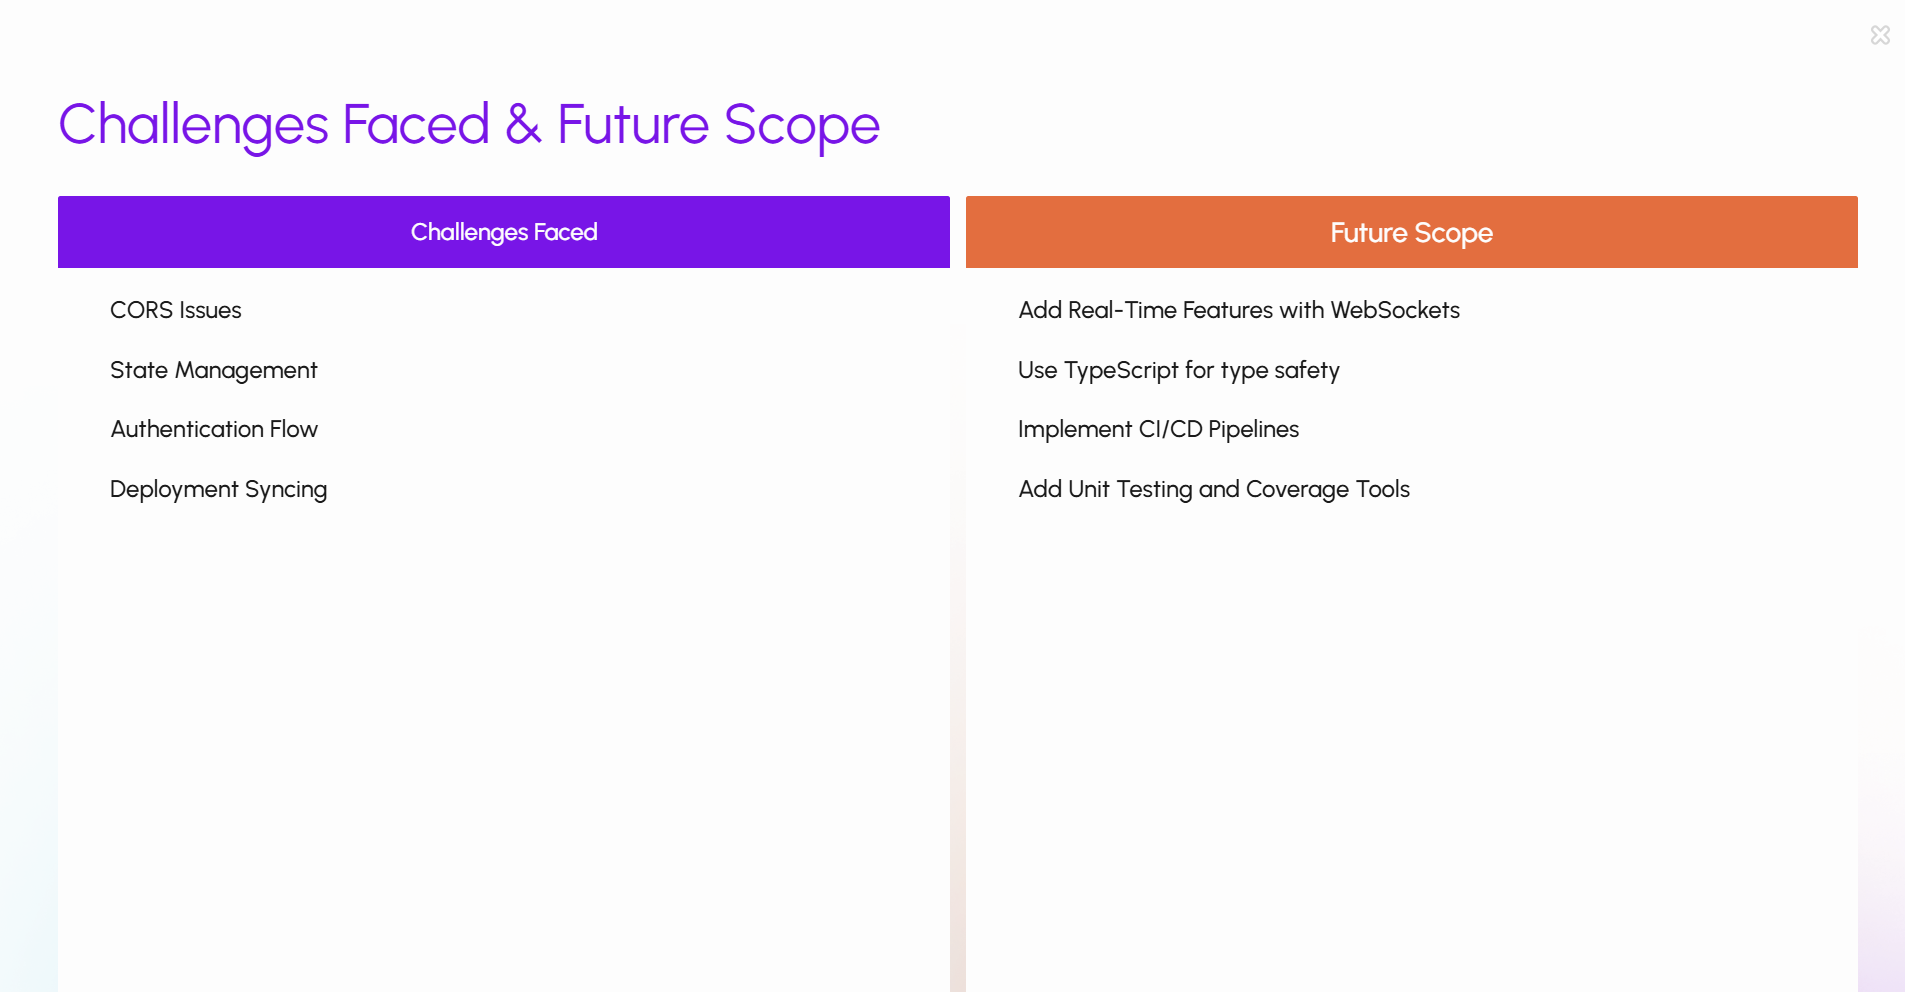 Challenges Faced & Future Scope
Challenges Faced
CORS Issues
State Management
Authentication Flow
Deployment Syncing
Future Scope
Add Real-Time Features with WebSockets
Use TypeScript for type safety
Implement CI/CD Pipelines
Add Unit Testing and Coverage Tools